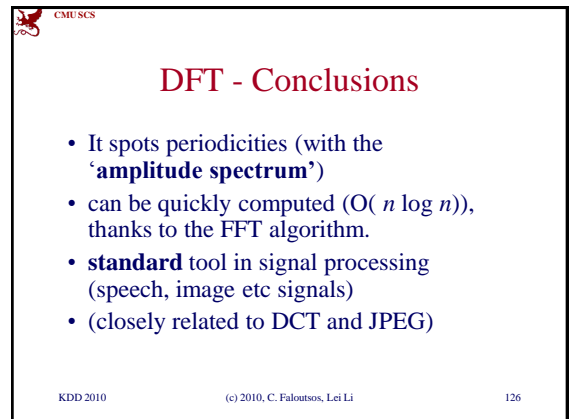 CMU SCS
DFT - Conclusions
• It spots periodicities (with the
‘amplitude spectrum’)
• can be quickly computed (O( n log n)),
thanks to the FFT algorithm.
• standard tool in signal processing
(speech, image etc signals)
• (closely related to DCT and JPEG)
KDD 2010 (c) 2010, C. Faloutsos, Lei Li 126